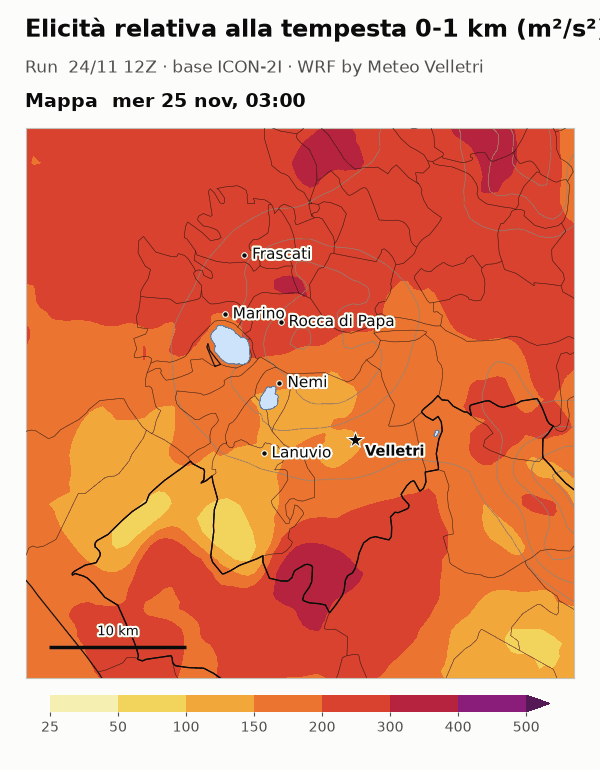 Elicità relativa alla tempesta 0-1 km (m²/s²)
Run 24/11 12Z · base ICON-2I · WRF by Meteo Velletri
Mappa mer 25 nov, 03:00
Frascati
Marino
Rocca di Papa
Nemi
Velletri
Lanuvio
10 km
25 50 100 150 200 300 400 500